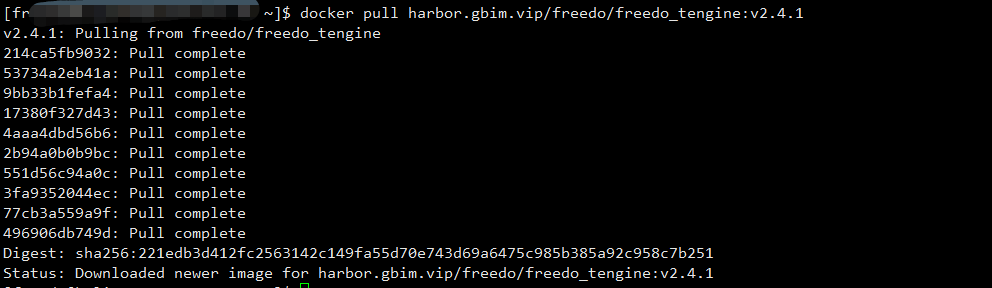 [fr ~]$ docker pull harbor.gbim.vip/freedo/freedo_tengine:v2.4.1
v2.4.1: Pulling from freedo/freedo_tengine
214ca5fb9032: Pull complete
53734a2eb41a: Pull complete
9bb33b1fefa4: Pull complete
17380f327d43: Pull complete
4aaa4dbd56b6: Pull complete
2b94a0b0b9bc: Pull complete
551d56c94a0c: Pull complete
3fa9352044ec: Pull complete
77cb3a559a9f: Pull complete
496906db749d: Pull complete
Digest: sha256:221edb3d412fc2563142c149fa55d70e743d69a6475c985b385a92c958c7b251
Status: Downloaded newer image for harbor.gbim.vip/freedo/freedo_tengine:v2.4.1